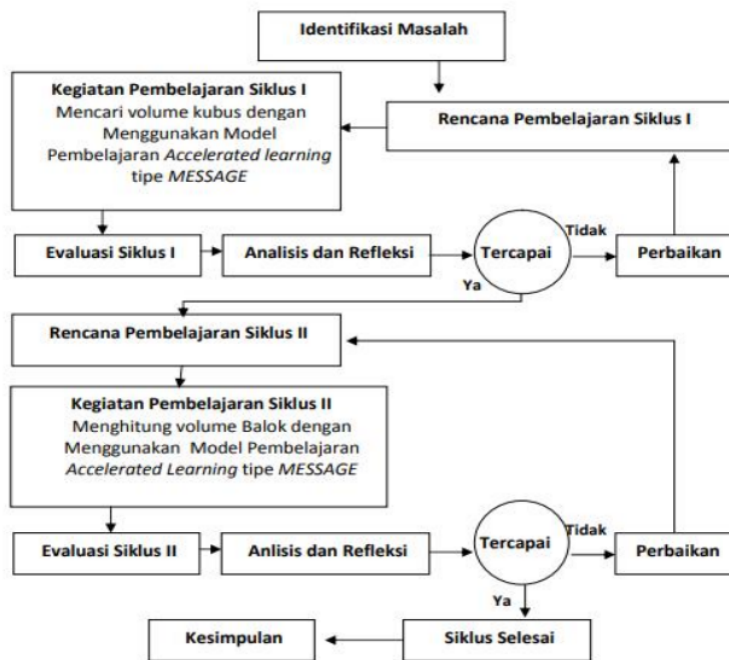 Identifikasi Masalah
Rencana Pembelajaran Siklus I
Kegiatan Pembelajaran Siklus I
Mencari volume kubus dengan
Menggunakan Model
Pembelajaran Accelerated learning
tipe MESSAGE
Evaluasi Siklus I
Analisis dan Refleksi
Tercapai
Tidak
Perbaikan
Ya
Rencana Pembelajaran Siklus II
Kegiatan Pembelajaran Siklus II
Menghitung volume Balok dengan
Menggunakan Model Pembelajaran
Accelerated Learning tipe MESSAGE
Evaluasi Siklus II
Anlisis dan Refleksi
Tercapai
Tidak
Perbaikan
Ya
Siklus Selesai
Kesimpulan